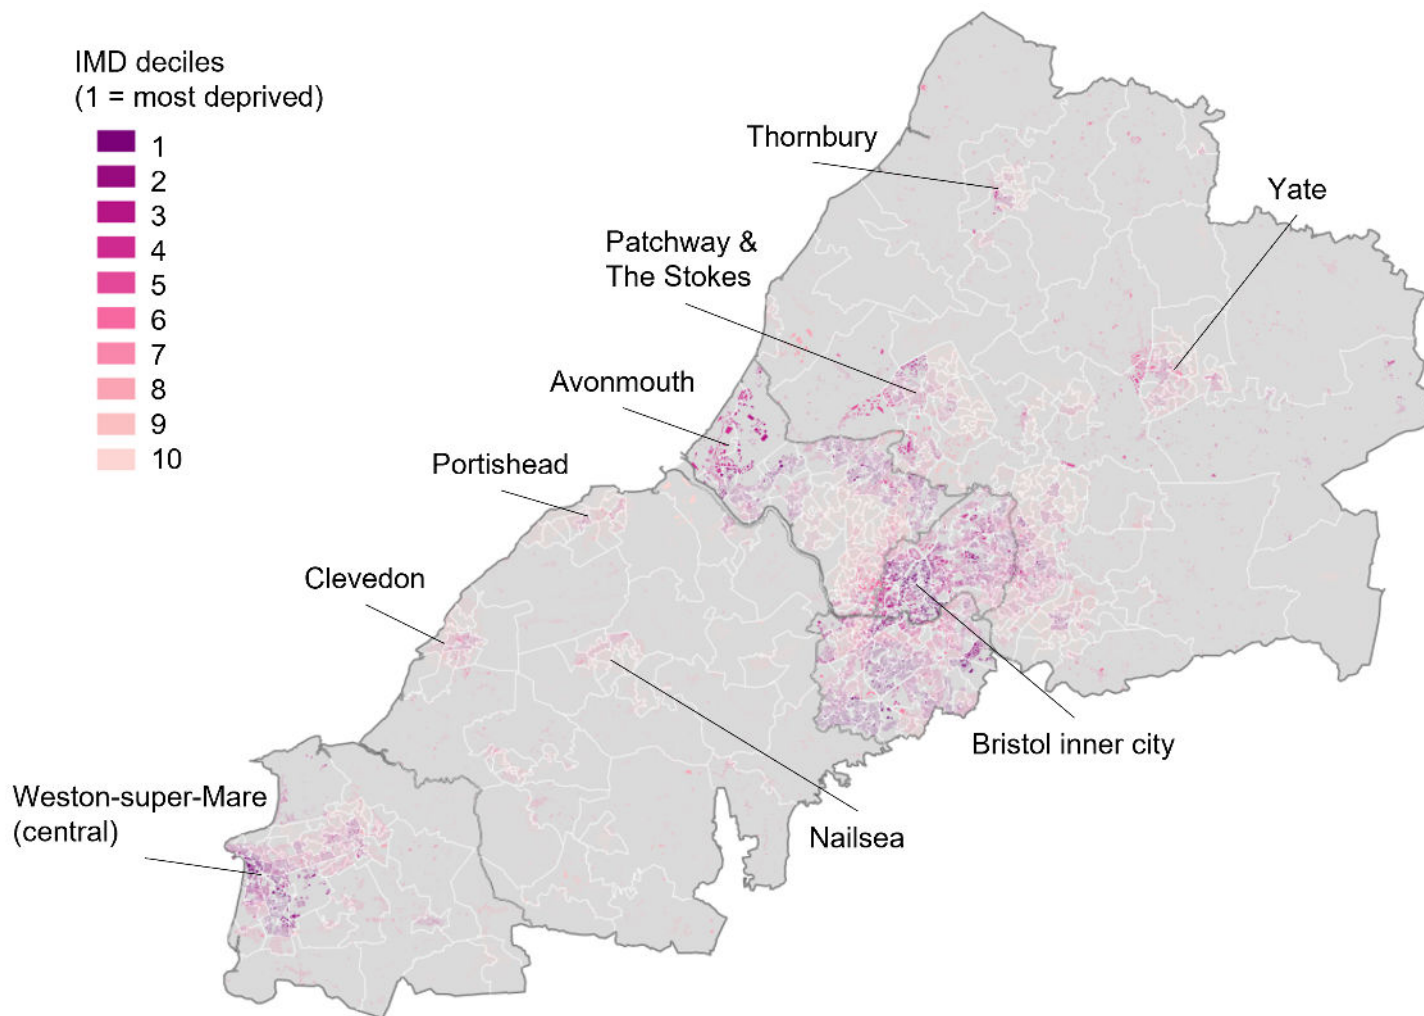 IMD deciles
(1 = most deprived)
1
2
3
4
5
6
7
8
9
10
Thornbury
Yate
Patchway &
The Stokes
Avonmouth
Portishead
Clevedon
Bristol inner city
Weston-super-Mare
(central)
Nailsea